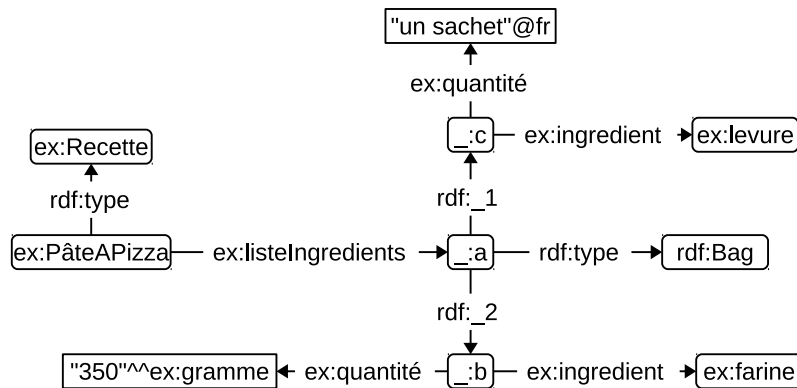 "un sachet"@fr
ex:quantité
ex:Recette
_:c ex:ingredient ex:levure
rdf:type
rdf:_1
ex:PâteAPizza ex:listeIngredients _:a rdf:type rdf:Bag
rdf:_2
"350"^^ex:gramme ex:quantité _:b ex:ingredient ex:farine